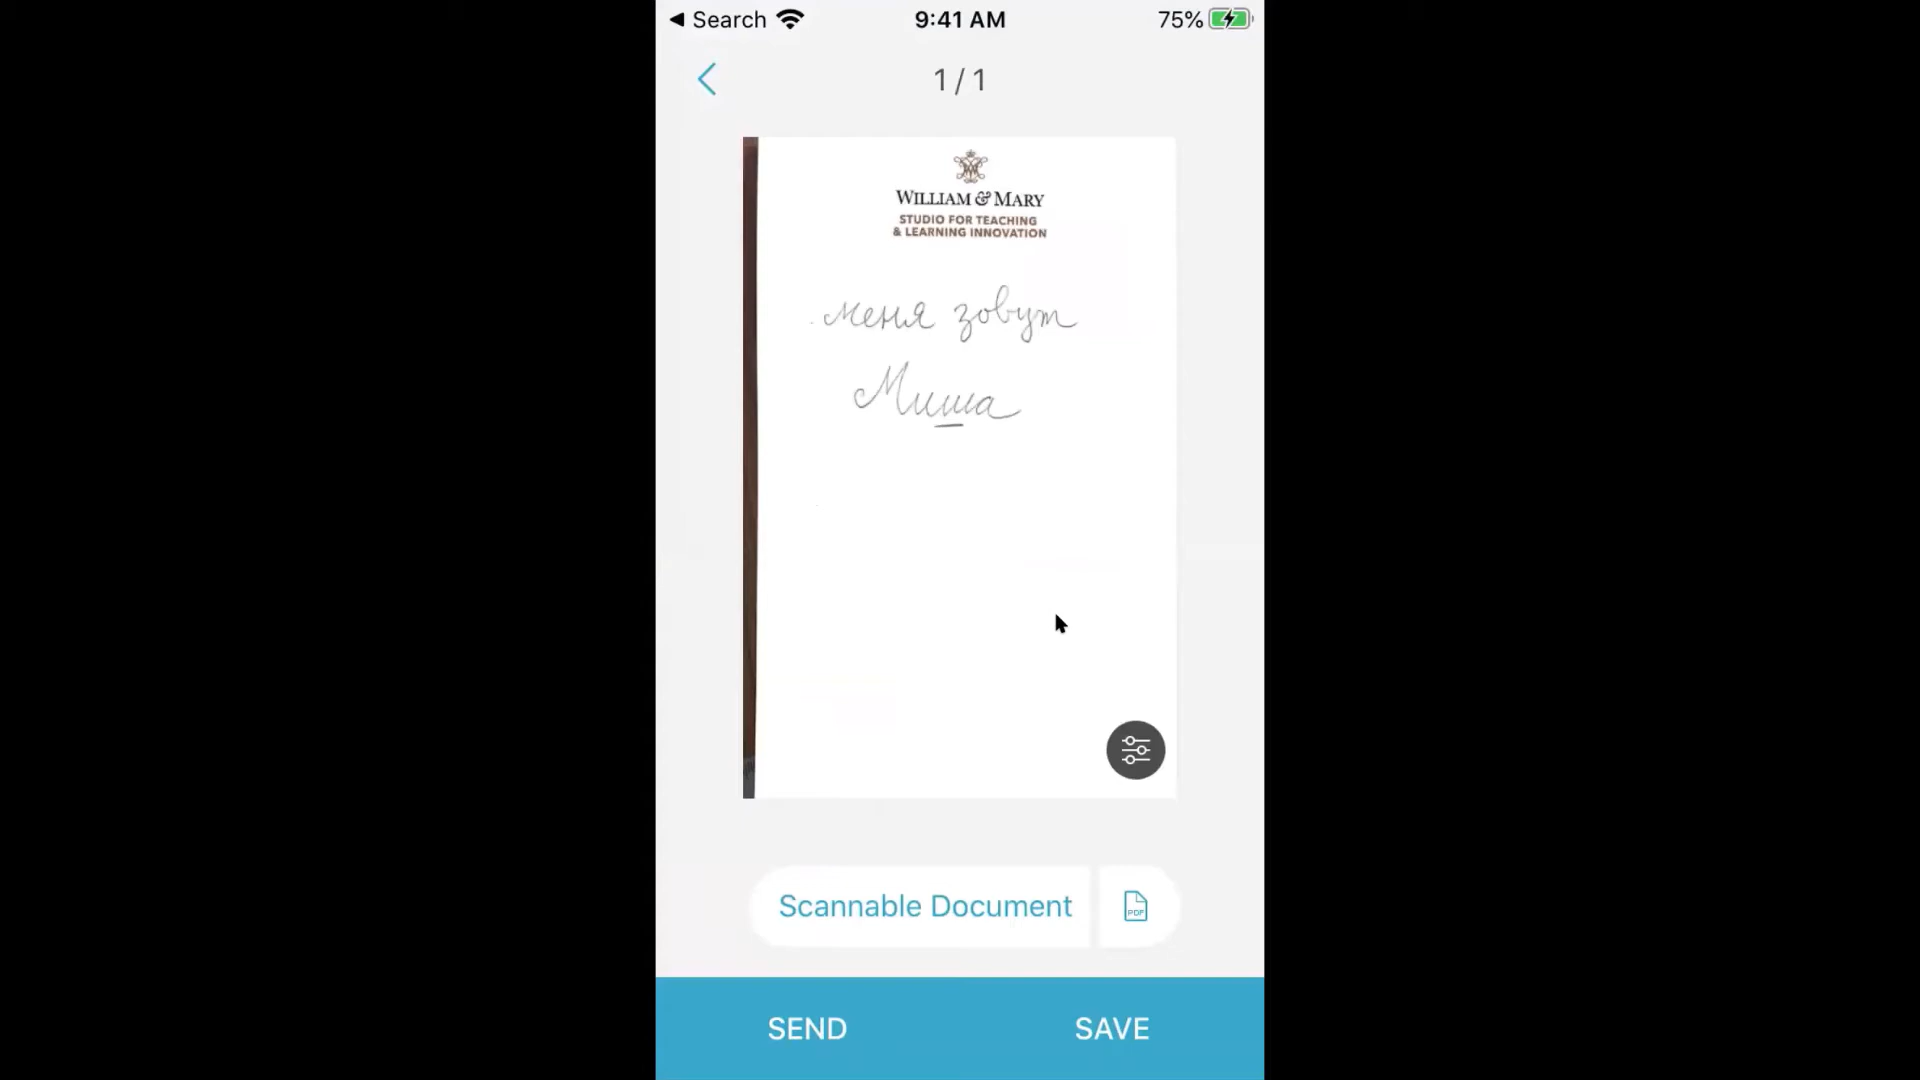 Search 9:41 AM 75%
1 / 1
WILLIAM & MARY
STUDIO FOR TEACHING
& LEARNING INNOVATION
меня зовут
Миша
Scannable Document PDF
SEND SAVE